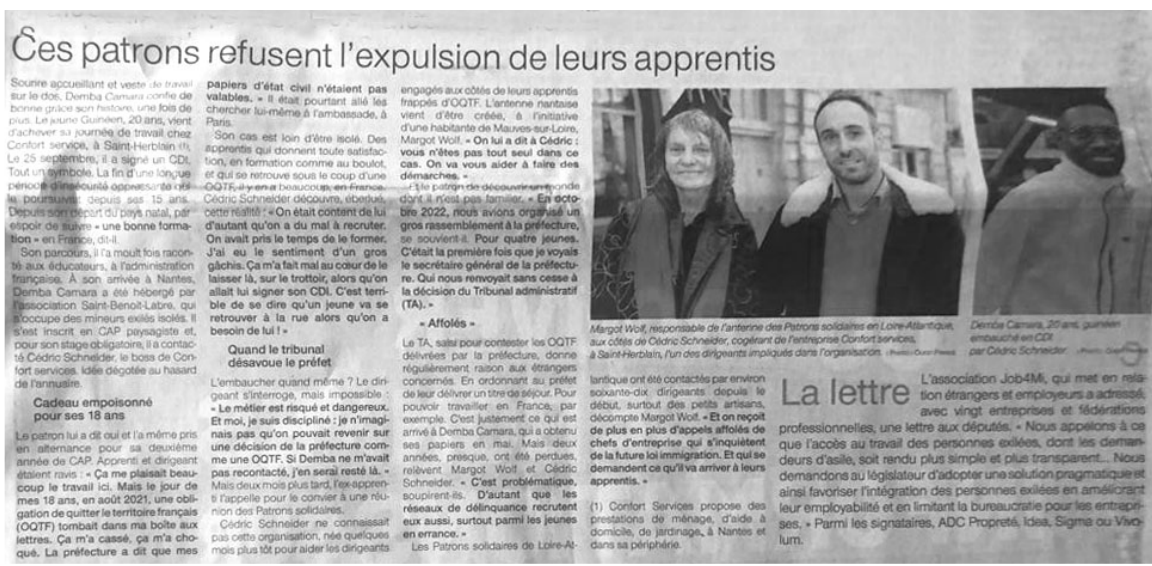 Ces patrons refusent l'expulsion de leurs apprentis
Sourire accueillant et veste de travail
sur le dos, Demba Camara confie de
bonne grâce son histoire, une fois de
plus. Le jeune Guinéen, 20 ans, vient
d'achever sa journée de travail chez
Confort service, à Saint-Herblain (1).
Le 25 septembre, il a signé un CDI.
Tout un symbole. La fin d'une longue
période d'insécurité oppressante qui
le poursuivait depuis ses 15 ans.
Depuis son départ du pays natal, par
espoir de suivre « une bonne forma-
tion » en France, dit-il.
Son parcours, il l'a moult fois racon-
té aux éducateurs, à l'administration
française. À son arrivée à Nantes,
Demba Camara a été hébergé par
l'association Saint-Benoît-Labre, qui
s'occupe des mineurs exilés isolés. Il
s'est inscrit en CAP paysagiste et,
pour son stage obligatoire, il a contac-
té Cédric Schneider, le boss de Con-
fort services. Idée dégotée au hasard
de l'annuaire.
Cadeau empoisonné
pour ses 18 ans
Le patron lui a dit oui et l'a même pris
en alternance pour sa deuxième
année de CAP. Apprenti et dirigeant
étaient ravis : « Ça me plaisait beau-
coup le travail ici. Mais le jour de
mes 18 ans, en août 2021, une obli-
gation de quitter le territoire français
(OQTF) tombait dans ma boîte aux
lettres. Ça m'a cassé, ça m'a cho-
qué. La préfecture a dit que mes
papiers d'état civil n'étaient pas
valables. » Il était pourtant allé les
chercher lui-même à l'ambassade, à
Paris.
Son cas est loin d'être isolé. Des
apprentis qui donnent toute satisfac-
tion, en formation comme au boulot,
et qui se retrouve sous le coup d'une
OQTF, il y en a beaucoup, en France.
Cédric Schneider découvre, éberlué,
cette réalité : « On était content de lui
d'autant qu'on a du mal à recruter.
On avait pris le temps de le former.
J'ai eu le sentiment d'un gros
gâchis. Ça m'a fait mal au cœur de le
laisser là, sur le trottoir, alors qu'on
allait lui signer son CDI. C'est terri-
ble de se dire qu'un jeune va se
retrouver à la rue alors qu'on a
besoin de lui ! »
Quand le tribunal
désavoue le préfet
L'embaucher quand même ? Le diri-
geant s'interroge, mais impossible :
« Le métier est risqué et dangereux.
Et moi, je suis discipliné : je n'imagi-
nais pas qu'on pouvait revenir sur
une décision de la préfecture com-
me une OQTF. Si Demba ne m'avait
pas recontacté, j'en serai resté là. »
Mais deux mois plus tard, l'ex-appren-
ti l'appelle pour le convier à une réu-
nion des Patrons solidaires.
Cédric Schneider ne connaissait
pas cette organisation, née quelques
mois plus tôt pour aider les dirigeants
engagés aux côtés de leurs apprentis
frappés d'OQTF. L'antenne nantaise
vient d'être créée, à l'initiative
d'une habitante de Mauves-sur-Loire,
Margot Wolf. « On lui a dit à Cédric :
vous n'êtes pas tout seul dans ce
cas. On va vous aider à faire des
démarches. »
Et le patron de découvrir un monde
dont il n'est pas familier. « En octo-
bre 2022, nous avions organisé un
gros rassemblement à la préfecture,
se souvient-il. Pour quatre jeunes.
C'était la première fois que je voyais
le secrétaire général de la préfectu-
re. Qui nous renvoyait sans cesse à
la décision du Tribunal administratif
(TA). »
« Affolés »
Le TA, saisi pour contester les OQTF
délivrées par la préfecture, donne
régulièrement raison aux étrangers
concernés. En ordonnant au préfet
de leur délivrer un titre de séjour. Pour
pouvoir travailler en France, par
exemple. C'est justement ce qui est
arrivé à Demba Camara, qui a obtenu
ses papiers en mai. Mais deux
années, presque, ont été perdues,
relèvent Margot Wolf et Cédric
Schneider. « C'est problématique,
soupirent-ils. D'autant que les
réseaux de délinquance recrutent
eux aussi, surtout parmi les jeunes
en errance. »
Les Patrons solidaires de Loire-At-
Margot Wolf, responsable de l'antenne des Patrons solidaires en Loire-Atlantique,
aux côtés de Cédric Schneider, cogérant de l'entreprise Confort services,
à Saint-Herblain, l'un des dirigeants impliqués dans l'organisation.
Demba Camara, 20 ans, guinéen
embauché en CDI
par Cédric Schneider
lantique ont été contactés par environ
soixante-dix dirigeants depuis le
début, surtout des petits artisans,
décompte Margot Wolf. « Et on reçoit
de plus en plus d'appels affolés de
chefs d'entreprise qui s'inquiètent
de la future loi immigration. Et qui se
demandent ce qu'il va arriver à leurs
apprentis. »
(1) Confort Services propose des
prestations de ménage, d'aide à
domicile, de jardinage, à Nantes et
dans sa périphérie.
La lettre
L'association Job4Mi, qui met en rela-
tion étrangers et employeurs a adressé,
avec vingt entreprises et fédérations
professionnelles, une lettre aux députés. « Nous appelons à ce
que l'accès au travail des personnes exilées, dont les deman-
deurs d'asile, soit rendu plus simple et plus transparent... Nous
demandons au législateur d'adopter une solution pragmatique et
ainsi favoriser l'intégration des personnes exilées en améliorant
leur employabilité et en limitant la bureaucratie pour les entrepri-
ses. » Parmi les signataires, ADC Propreté, Idea, Sigma ou Vivo-
lum.